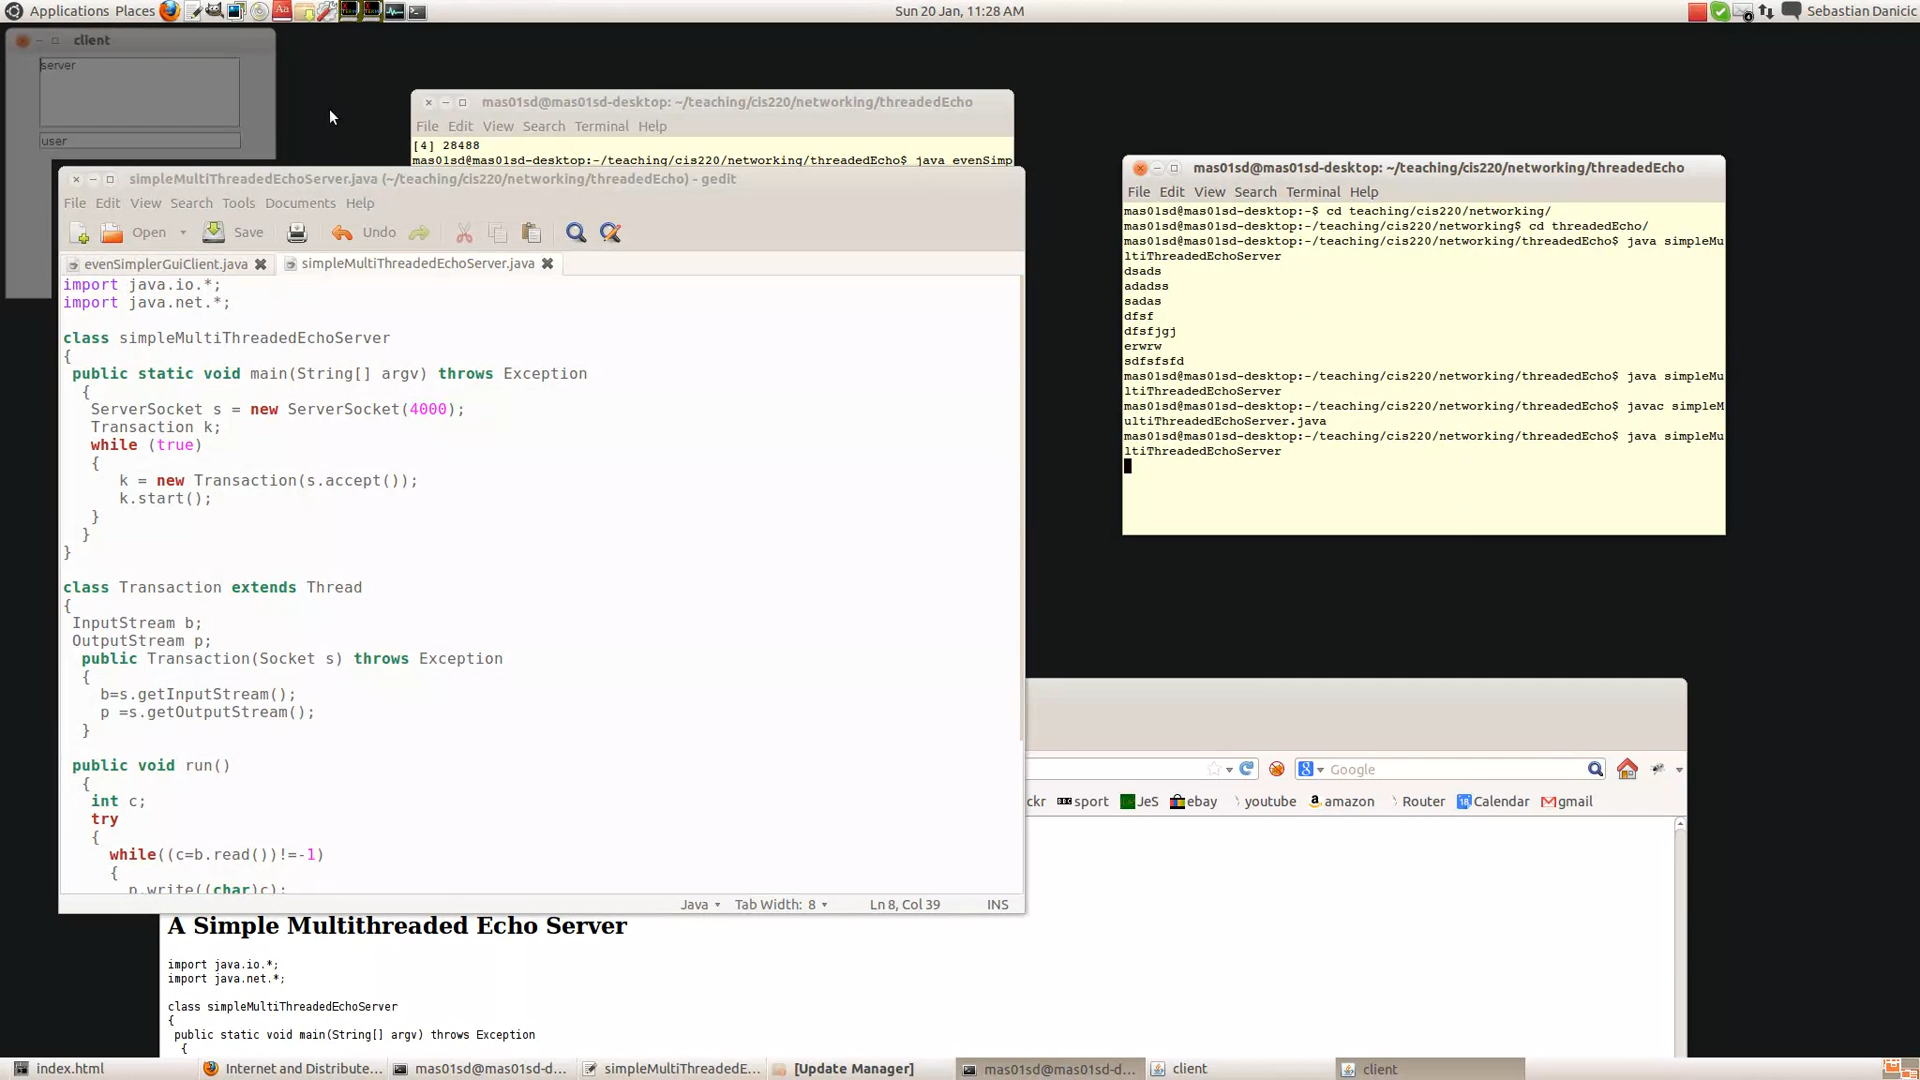 Applications Places
Sun 20 Jan, 11:28 AM
Sebastian Danicic
client
server
user
mas01sd@mas01sd-desktop: ~/teaching/cis220/networking/threadedEcho
File Edit View Search Terminal Help
[4] 28488
mas01sd@mas01sd-desktop:~/teaching/cis220/networking/threadedEcho$ java evenSimp
simpleMultiThreadedEchoServer.java (~/teaching/cis220/networking/threadedEcho) - gedit
File Edit View Search Tools Documents Help
Open Save Undo
evenSimplerGuiClient.java simpleMultiThreadedEchoServer.java
import java.io.*;
import java.net.*;
class simpleMultiThreadedEchoServer
{
public static void main(String[] argv) throws Exception
{
ServerSocket s = new ServerSocket(4000);
Transaction k;
while (true)
{
k = new Transaction(s.accept());
k.start();
}
}
}
class Transaction extends Thread
{
InputStream b;
OutputStream p;
public Transaction(Socket s) throws Exception
{
b=s.getInputStream();
p =s.getOutputStream();
}
public void run()
{
int c;
try
{
while((c=b.read())!=-1)
{
p.write((char)c);
Java Tab Width: 8 Ln 8, Col 39 INS
mas01sd@mas01sd-desktop: ~/teaching/cis220/networking/threadedEcho
File Edit View Search Terminal Help
mas01sd@mas01sd-desktop:~$ cd teaching/cis220/networking/
mas01sd@mas01sd-desktop:~/teaching/cis220/networking$ cd threadedEcho/
mas01sd@mas01sd-desktop:~/teaching/cis220/networking/threadedEcho$ java simpleMu
ltiThreadedEchoServer
dsads
adadss
sadas
dfsf
dfsfjgj
erwrw
sdfsfsfd
mas01sd@mas01sd-desktop:~/teaching/cis220/networking/threadedEcho$ java simpleMu
ltiThreadedEchoServer
mas01sd@mas01sd-desktop:~/teaching/cis220/networking/threadedEcho$ javac simpleM
ultiThreadedEchoServer.java
mas01sd@mas01sd-desktop:~/teaching/cis220/networking/threadedEcho$ java simpleMu
ltiThreadedEchoServer
Google
ckr BBC sport JeS ebay youtube amazon Router Calendar gmail
A Simple Multithreaded Echo Server
import java.io.*;
import java.net.*;
class simpleMultiThreadedEchoServer
{
public static void main(String[] argv) throws Exception
{
index.html Internet and Distribute... mas01sd@mas01sd-d... simpleMultiThreadedE... [Update Manager] mas01sd@mas01sd-d... client client